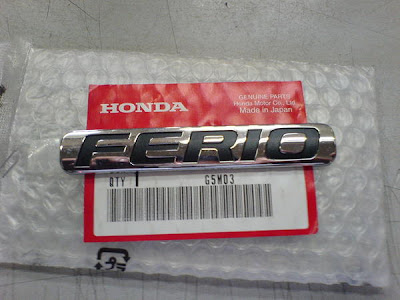 HONDA
GENUINE PARTS
Honda Motor Co., Ltd.
Made in Japan
FERIO
QTY 1 G5M03